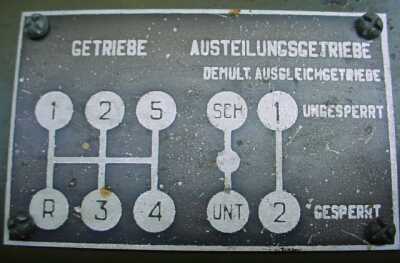 GETRIEBE AUSTEILUNGSGETRIEBE
DEMULT. AUSGLEICHGETRIEBE
1 2 5 SCH 1 UNGESPERRT
R 3 4 UNT. 2 GESPERRT